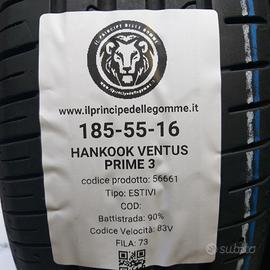 IL PRINCIPE DELLE GOMME
www.ilprincipedellegomme.it
185-55-16
HANKOOK VENTUS
PRIME 3
codice prodotto: 56661
Tipo: ESTIVI
COD:
Battistrada: 90%
Codice Velocità: 83V
FILA: 73
subito